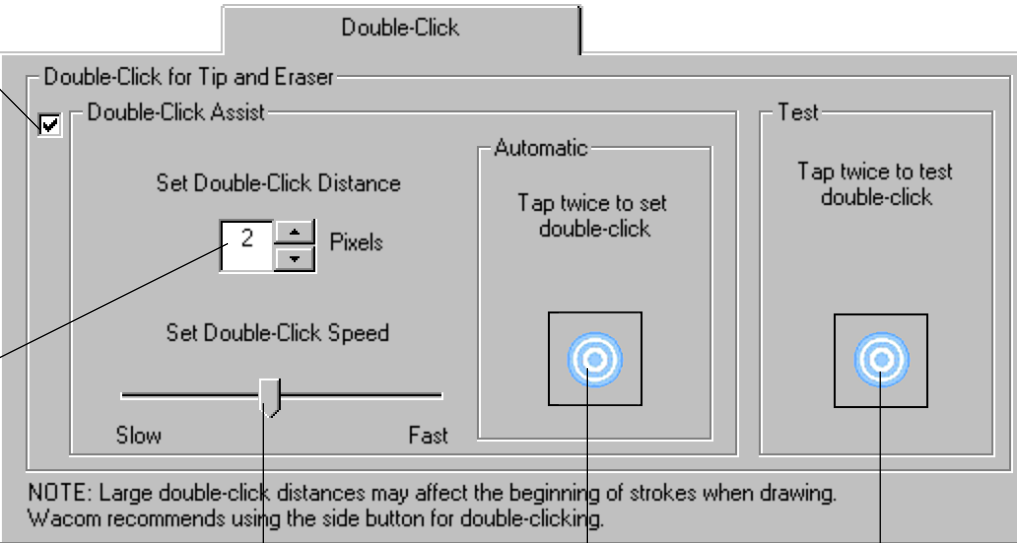 Double-Click
Double-Click for Tip and Eraser
Double-Click Assist
Set Double-Click Distance
2
Pixels
Set Double-Click Speed
Slow
Fast
Automatic
Tap twice to set
double-click
Test
Tap twice to test
double-click
NOTE: Large double-click distances may affect the beginning of strokes when drawing.
Wacom recommends using the side button for double-clicking.